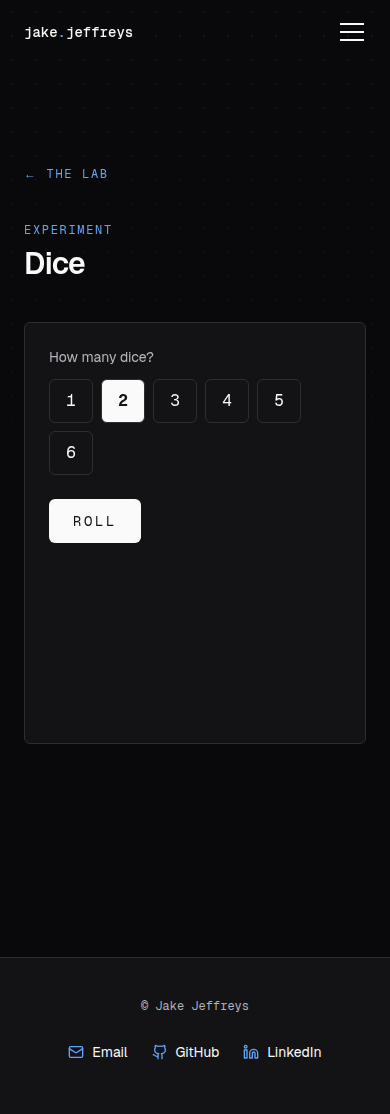 jake.jeffreys
← THE LAB
EXPERIMENT
Dice
How many dice?
1 2 3 4 5
6
ROLL
© Jake Jeffreys
Email GitHub LinkedIn